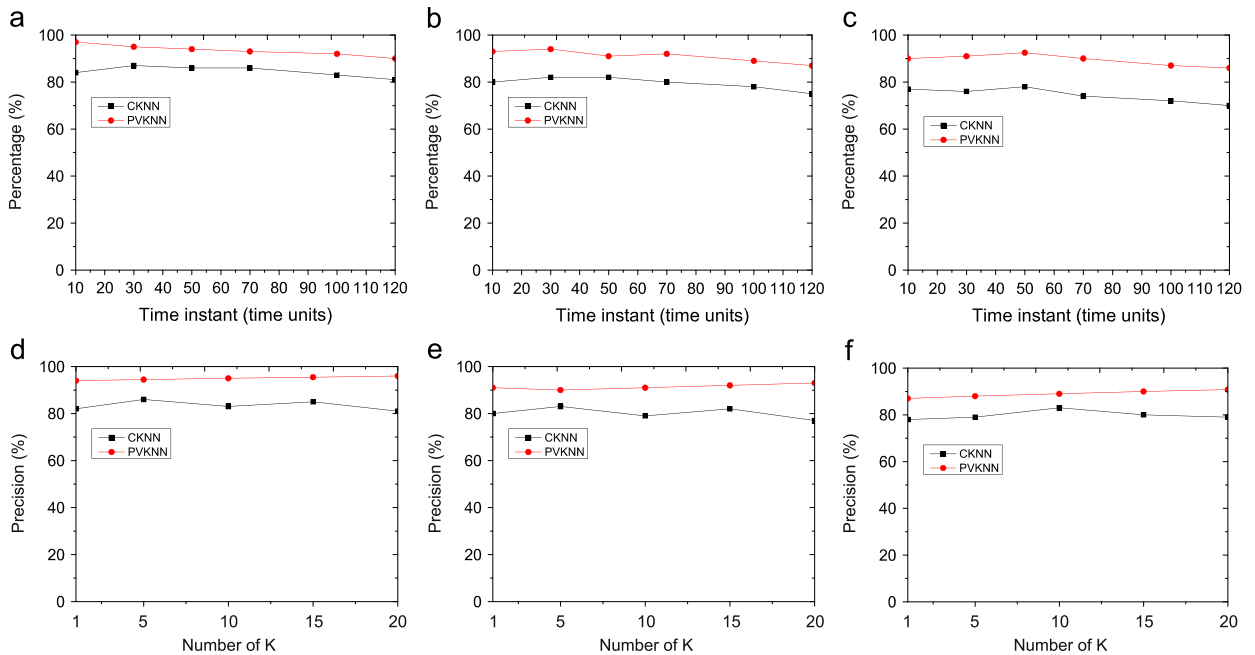 a
100
80
60
40
20
0
Percentage (%)
CKNN
PVKNN
10 20 30 40 50 60 70 80 90 100 110 120
Time instant (time units)
b
100
80
60
40
20
0
Percentage (%)
CKNN
PVKNN
10 20 30 40 50 60 70 80 90 100 110 120
Time instant (time units)
c
100
80
60
40
20
0
Percentage (%)
CKNN
PVKNN
10 20 30 40 50 60 70 80 90 100 110 120
Time instant (time units)
d
100
80
60
40
20
0
Precision (%)
CKNN
PVKNN
1 5 10 15 20
Number of K
e
100
80
60
40
20
0
Precision (%)
CKNN
PVKNN
1 5 10 15 20
Number of K
f
100
80
60
40
20
0
Precision (%)
CKNN
PVKNN
1 5 10 15 20
Number of K